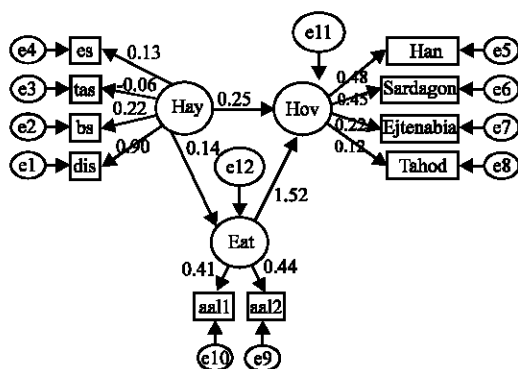 e11
e4 es 0.13 Han e5
e3 tas -0.06 0.48 Sardagon e6
Hay 0.25 Hov 0.45
e2 bs 0.22 0.22 Ejtenabia e7
e1 dis 0.90 0.14 e12 0.12 Tahod e8
1.52
Eat
0.41 0.44
aal1 aal2
e10 e9